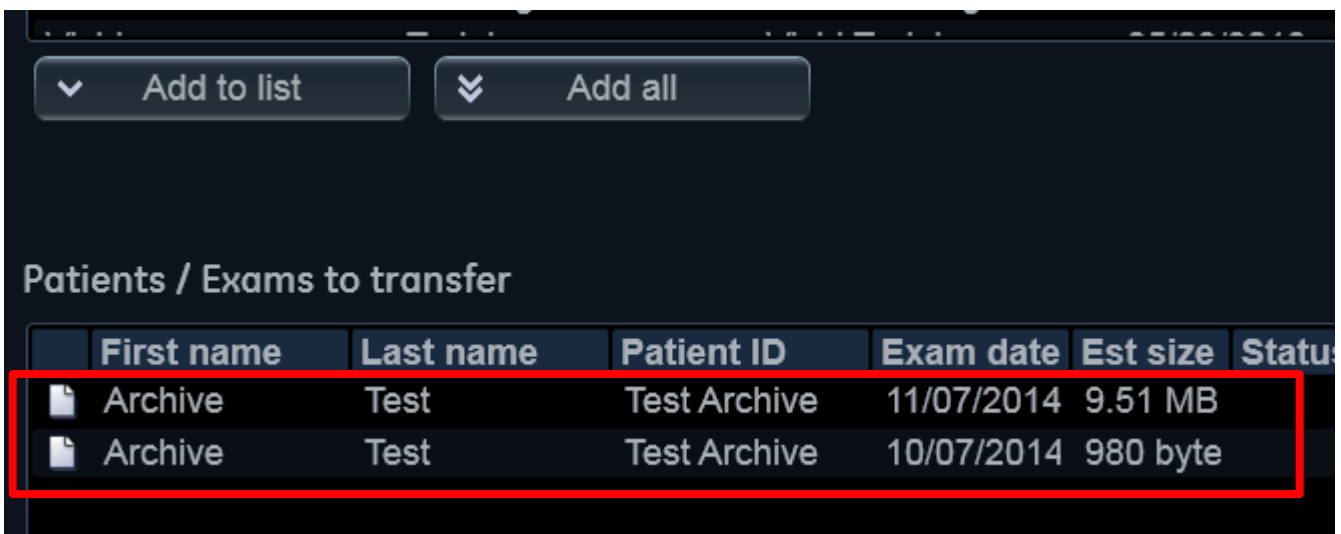 Add to list Add all
Patients / Exams to transfer
First name Last name Patient ID Exam date Est size Status
Archive Test Test Archive 11/07/2014 9.51 MB
Archive Test Test Archive 10/07/2014 980 byte